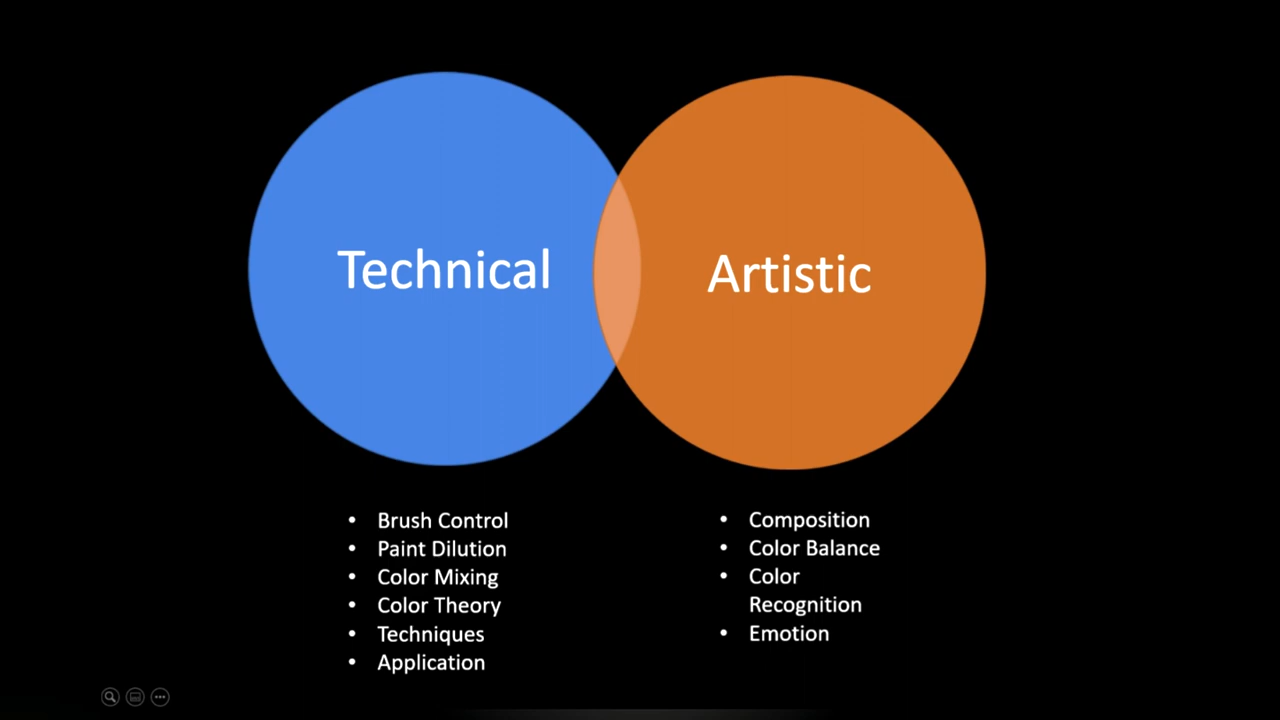 Technical
Artistic
• Brush Control
• Paint Dilution
• Color Mixing
• Color Theory
• Techniques
• Application
• Composition
• Color Balance
• Color
Recognition
• Emotion